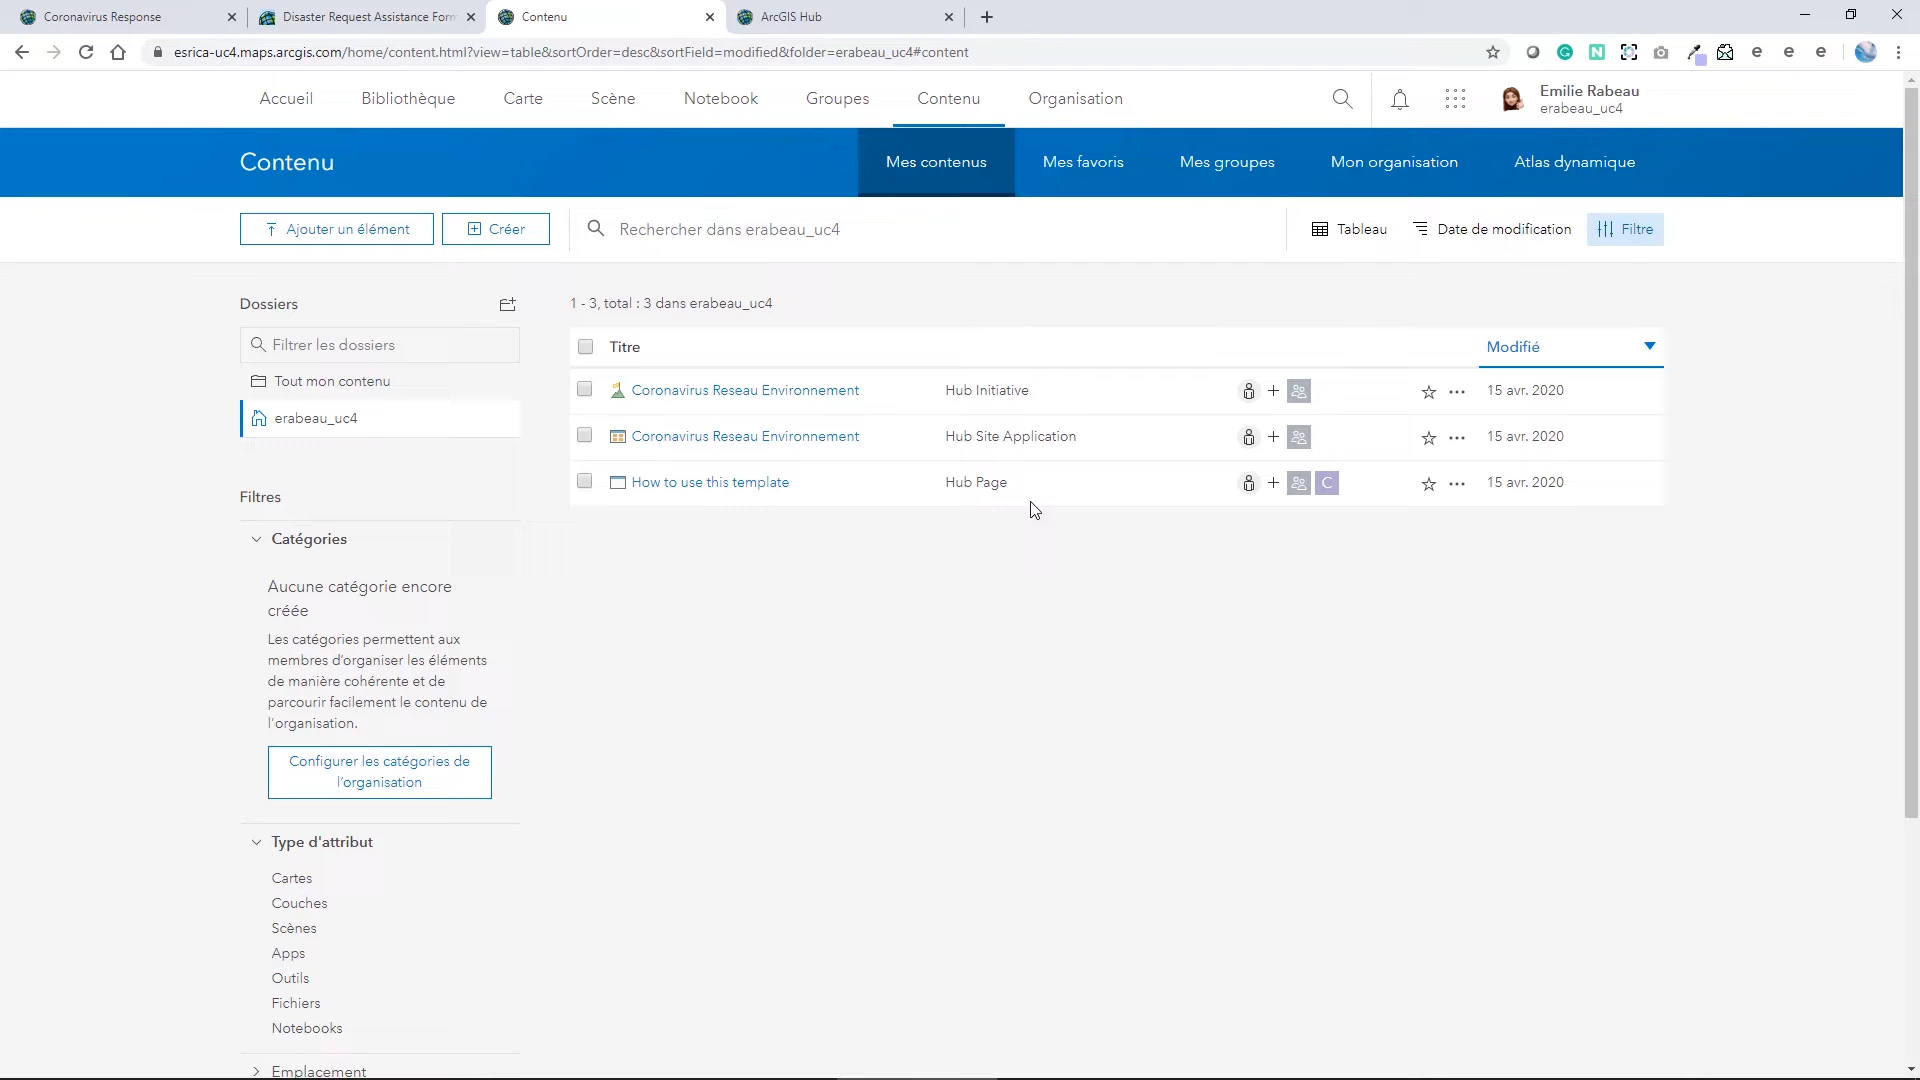 Coronavirus Response
Disaster Request Assistance Form
Contenu
ArcGIS Hub
esrica-uc4.maps.arcgis.com/home/content.html?view=table&sortOrder=desc&sortField=modified&folder=erabeau_uc4#content
Accueil Bibliothèque Carte Scène Notebook Groupes Contenu Organisation
Emilie Rabeau
erabeau_uc4
Contenu
Mes contenus Mes favoris Mes groupes Mon organisation Atlas dynamique
Ajouter un élément Créer Rechercher dans erabeau_uc4 Tableau Date de modification Filtre
Dossiers
1 - 3, total : 3 dans erabeau_uc4
Filtrer les dossiers
Tout mon contenu
erabeau_uc4
Titre Modifié
Coronavirus Reseau Environnement Hub Initiative 15 avr. 2020
Coronavirus Reseau Environnement Hub Site Application 15 avr. 2020
How to use this template Hub Page C 15 avr. 2020
Filtres
Catégories
Aucune catégorie encore
créée
Les catégories permettent aux
membres d’organiser les éléments
de manière cohérente et de
parcourir facilement le contenu de
l'organisation.
Configurer les catégories de
l’organisation
Type d'attribut
Cartes
Couches
Scènes
Apps
Outils
Fichiers
Notebooks
Emplacement